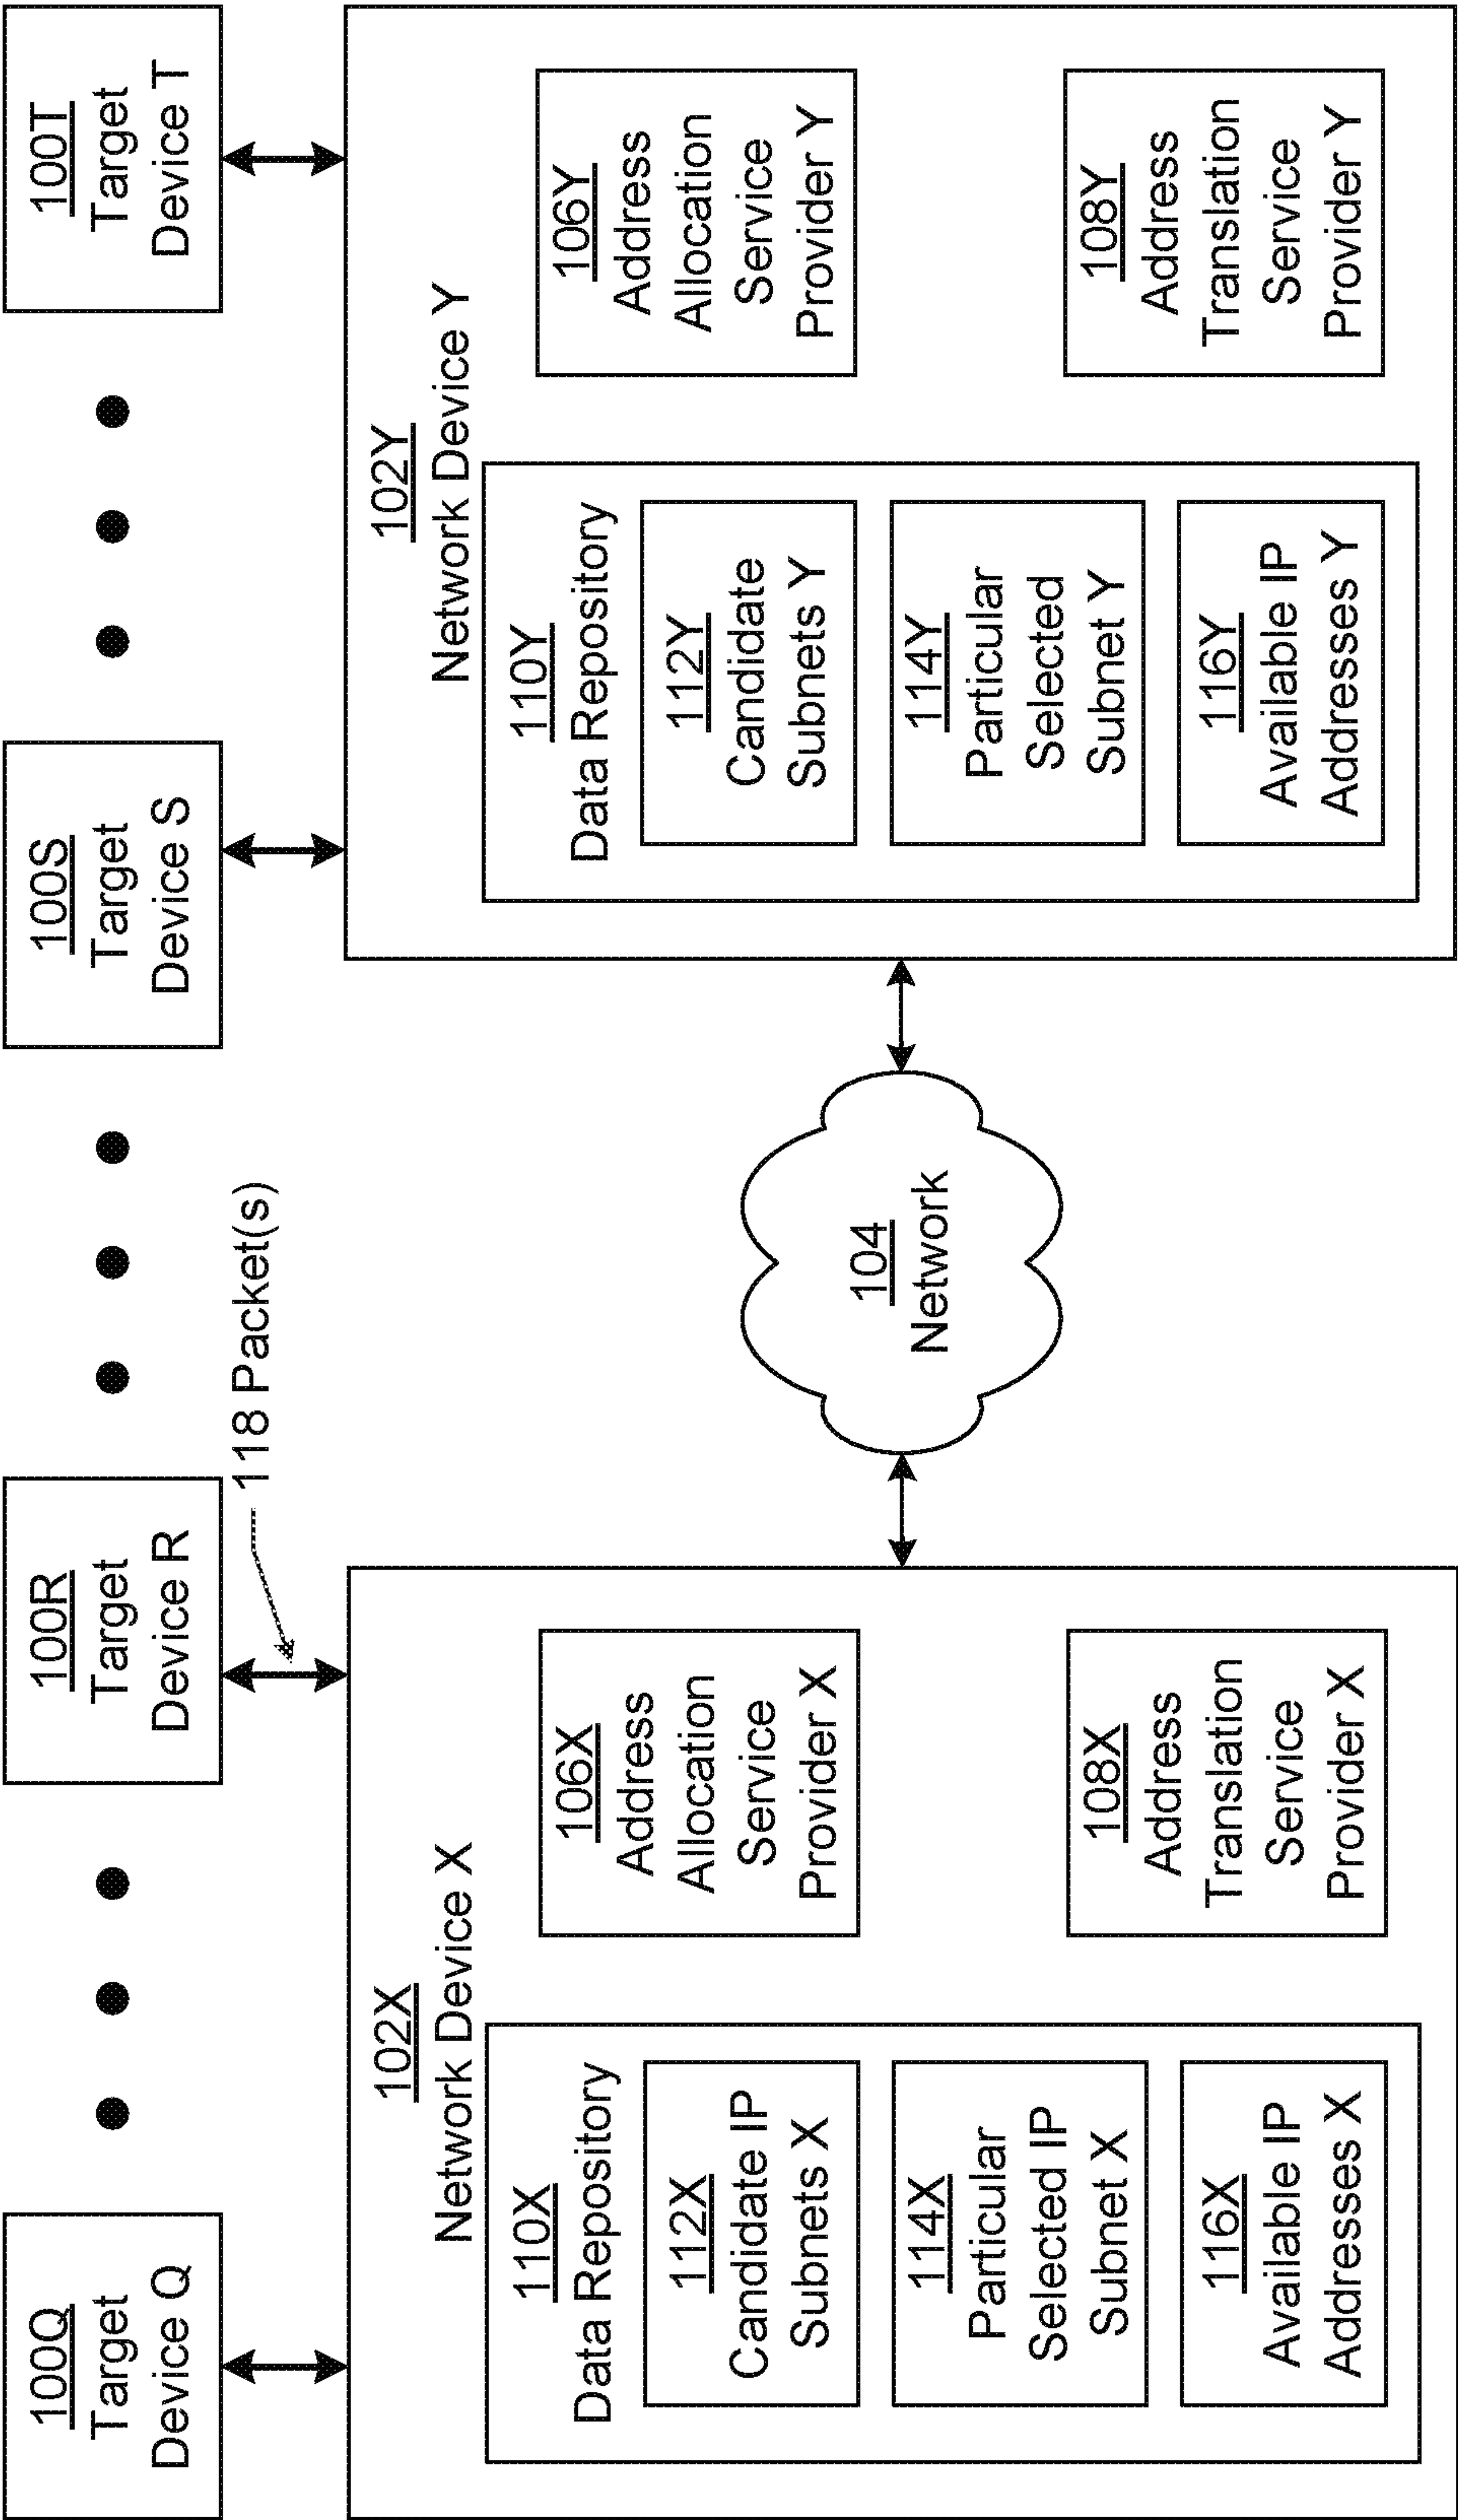 100Q
Target
Device Q
100R
Target
Device R
100S
Target
Device S
100T
Target
Device T
118 Packet(s)
102X
Network Device X
110X
Data Repository
112X
Candidate IP
Subnets X
114X
Particular
Selected IP
Subnet X
116X
Available IP
Addresses X
106X
Address
Allocation
Service
Provider X
108X
Address
Translation
Service
Provider X
104
Network
102Y
Network Device Y
110Y
Data Repository
112Y
Candidate
Subnets Y
114Y
Particular
Selected
Subnet Y
116Y
Available IP
Addresses Y
106Y
Address
Allocation
Service
Provider Y
108Y
Address
Translation
Service
Provider Y